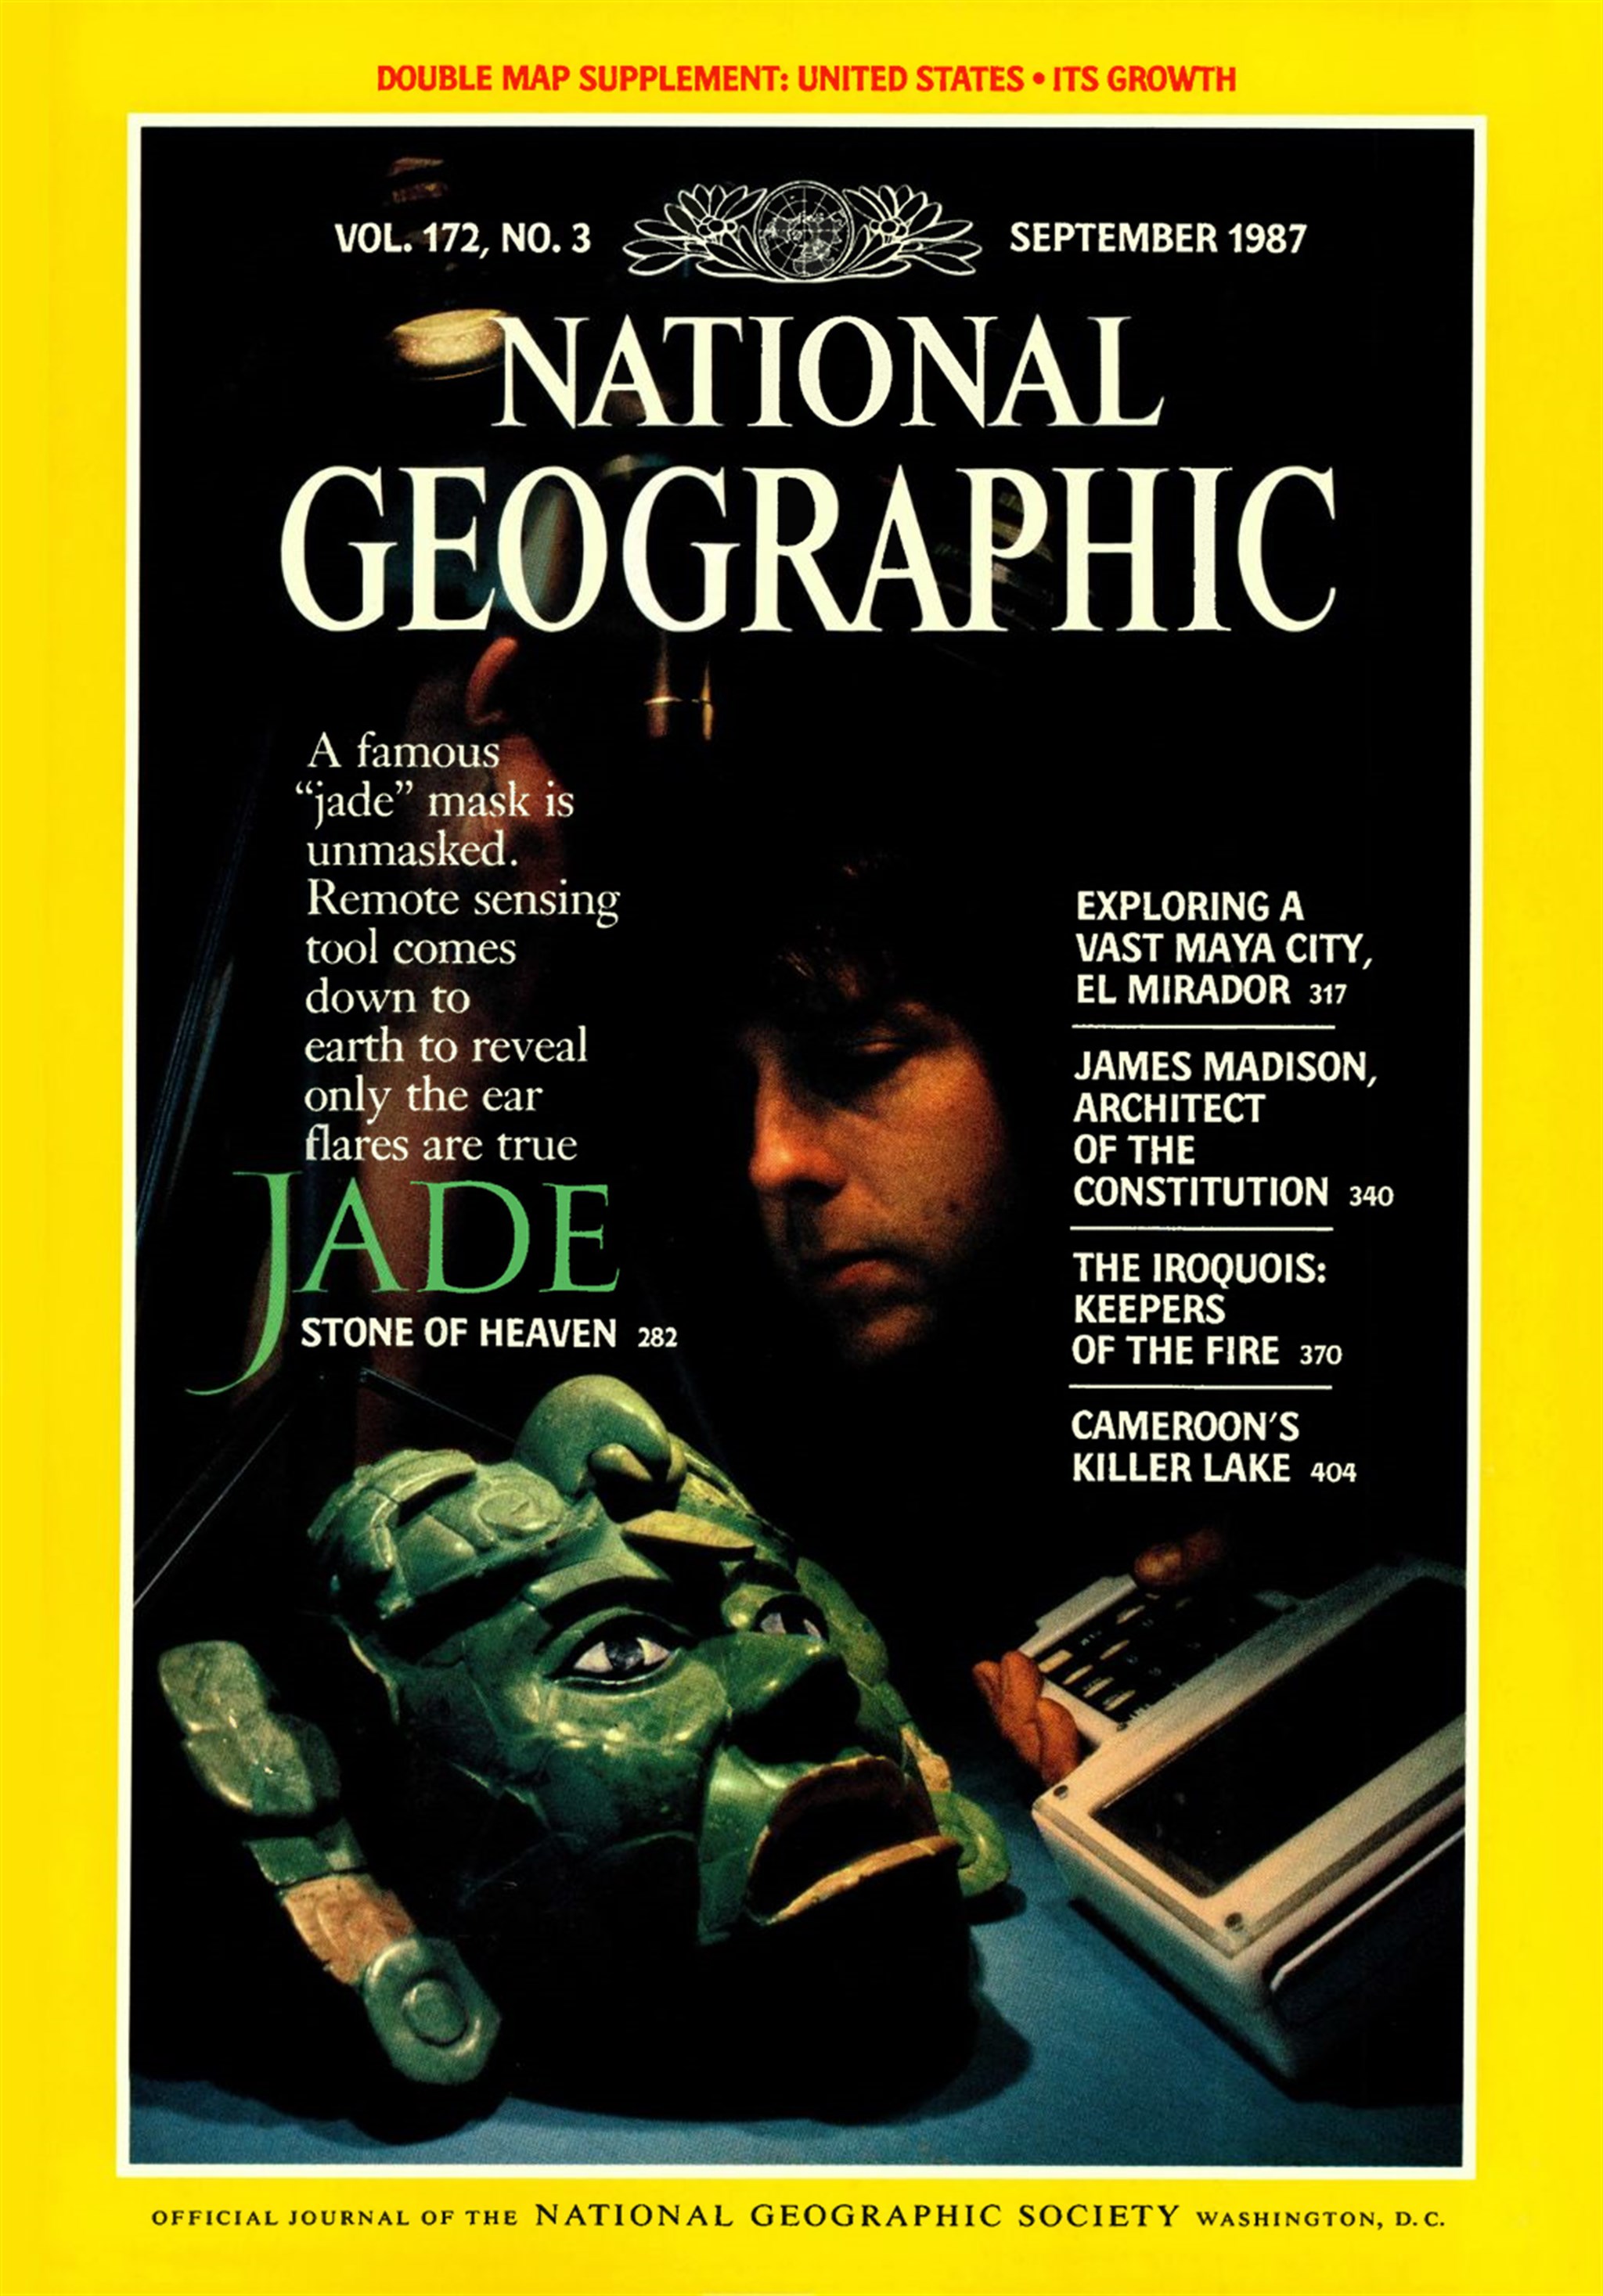 DOUBLE MAP SUPPLEMENT: UNITED STATES • ITS GROWTH
VOL. 172, NO. 3
SEPTEMBER 1987
NATIONAL
GEOGRAPHIC
A famous
“jade” mask is
unmasked.
Remote sensing
tool comes
down to
earth to reveal
only the ear
flares are true
JADE
STONE OF HEAVEN 282
EXPLORING A
VAST MAYA CITY,
EL MIRADOR 317
JAMES MADISON,
ARCHITECT
OF THE
CONSTITUTION 340
THE IROQUOIS:
KEEPERS
OF THE FIRE 370
CAMEROON'S
KILLER LAKE 404
OFFICIAL JOURNAL OF THE NATIONAL GEOGRAPHIC SOCIETY WASHINGTON, D.C.